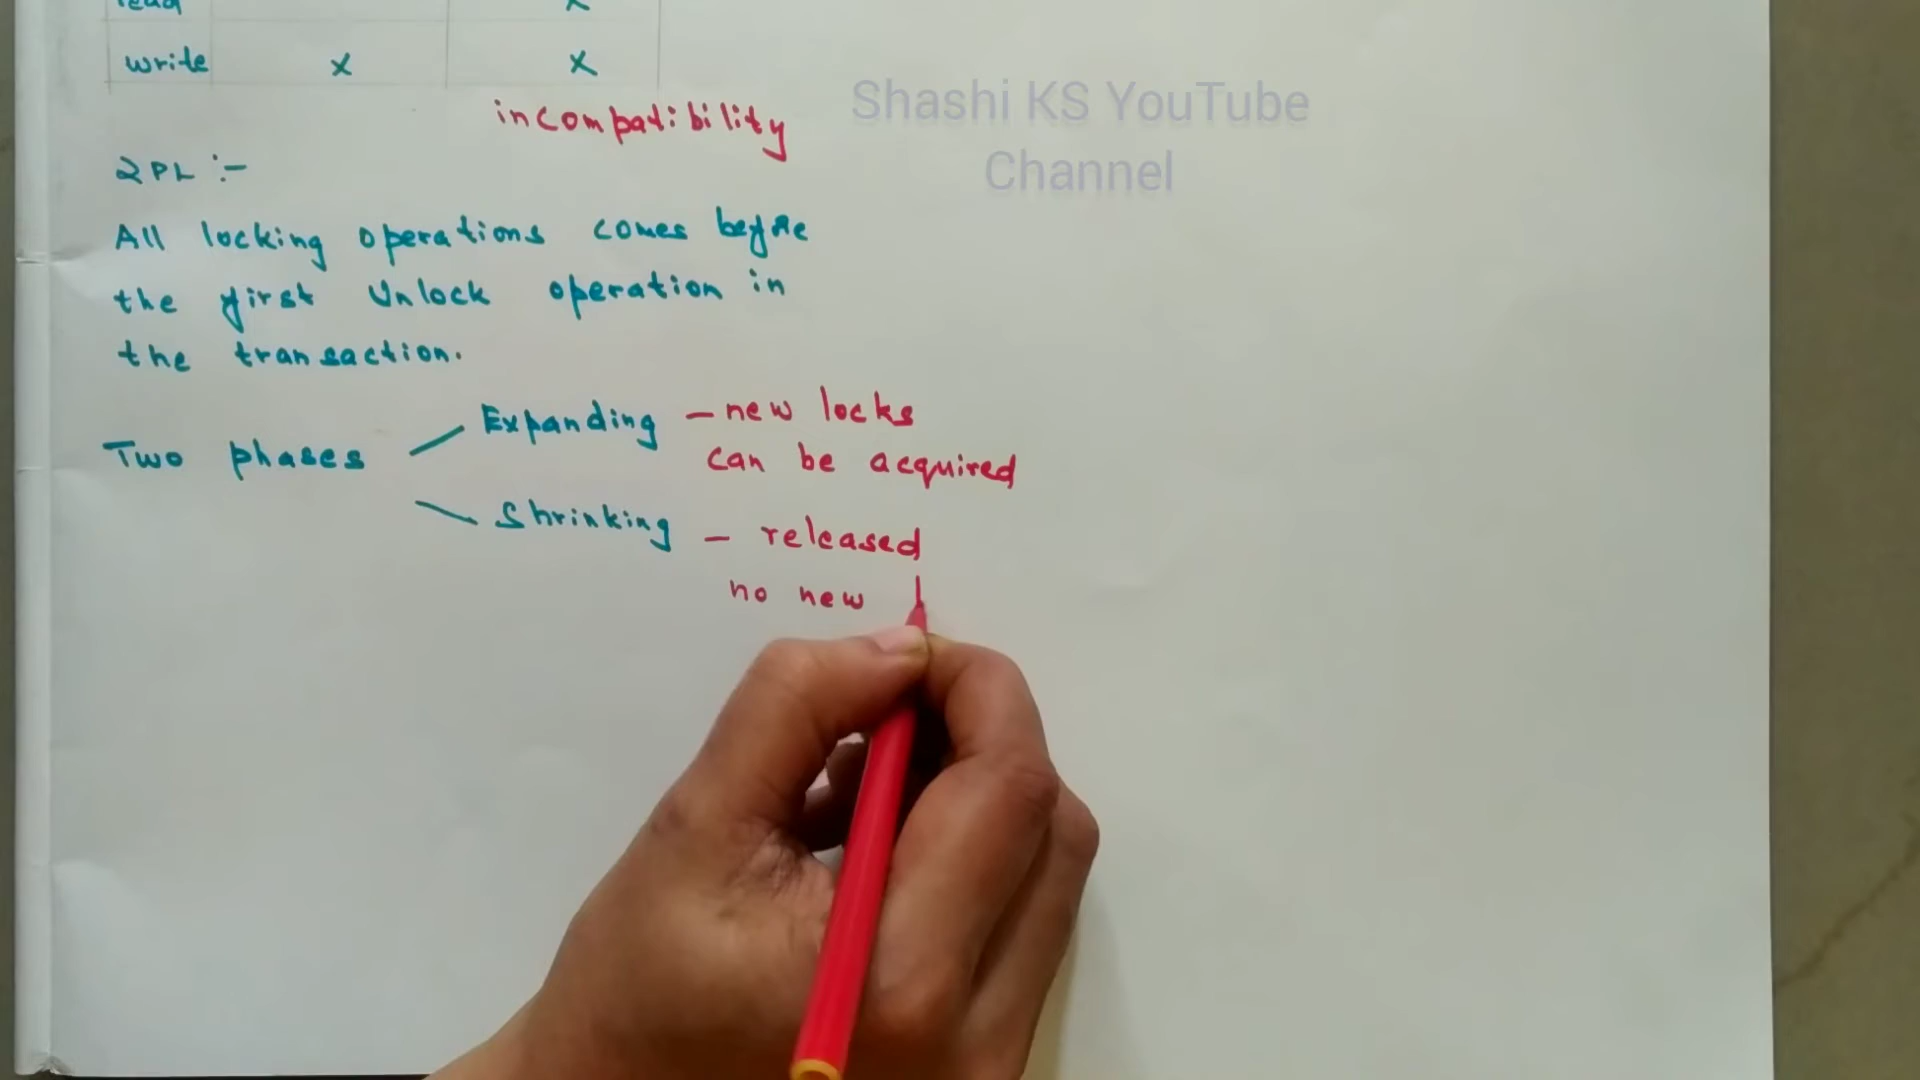 read x
write x x
incompatibility
Shashi KS YouTube
Channel
2PL :-
All locking operations comes before
the first Unlock operation in
the transaction.
Two phases
Expanding - new locks
can be acquired
Shrinking - released
no new l